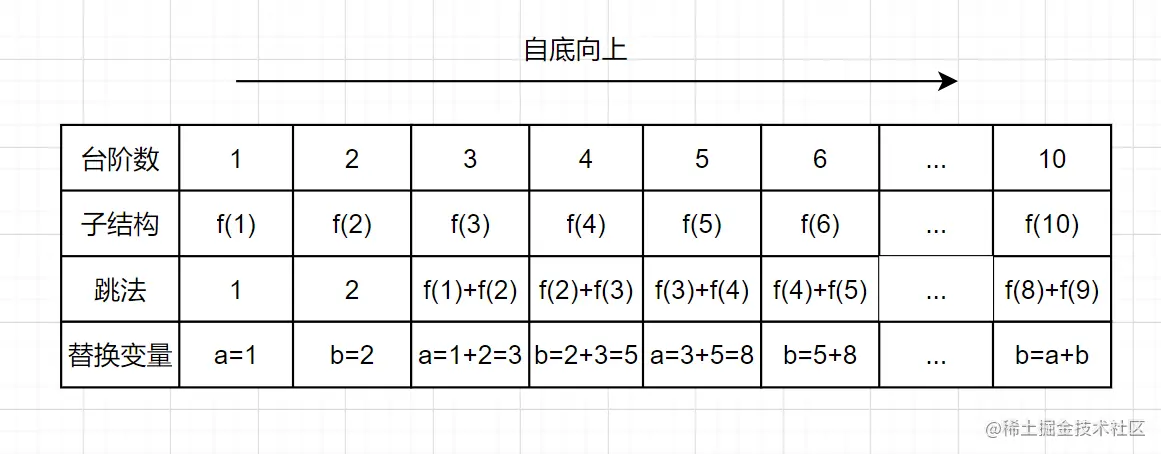 自底向上
台阶数 1 2 3 4 5 6 ... 10
子结构 f(1) f(2) f(3) f(4) f(5) f(6) ... f(10)
跳法 1 2 f(1)+f(2) f(2)+f(3) f(3)+f(4) f(4)+f(5) ... f(8)+f(9)
替换变量 a=1 b=2 a=1+2=3 b=2+3=5 a=3+5=8 b=5+8 ... b=a+b
@稀土掘金技术社区